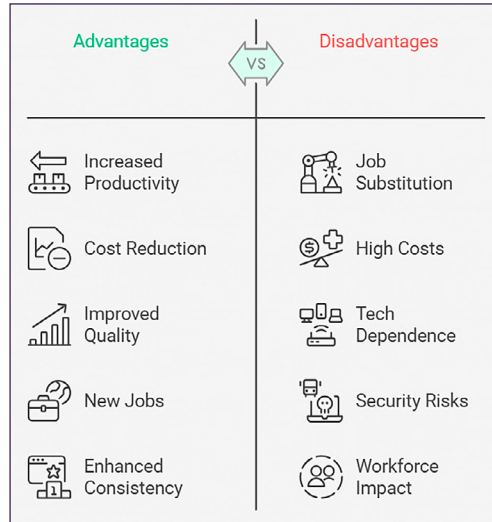 Advantages
VS
Disadvantages
Increased
Productivity
Job
Substitution
Cost Reduction
High Costs
Improved
Quality
Tech
Dependence
New Jobs
Security Risks
Enhanced
Consistency
1
Workforce
Impact